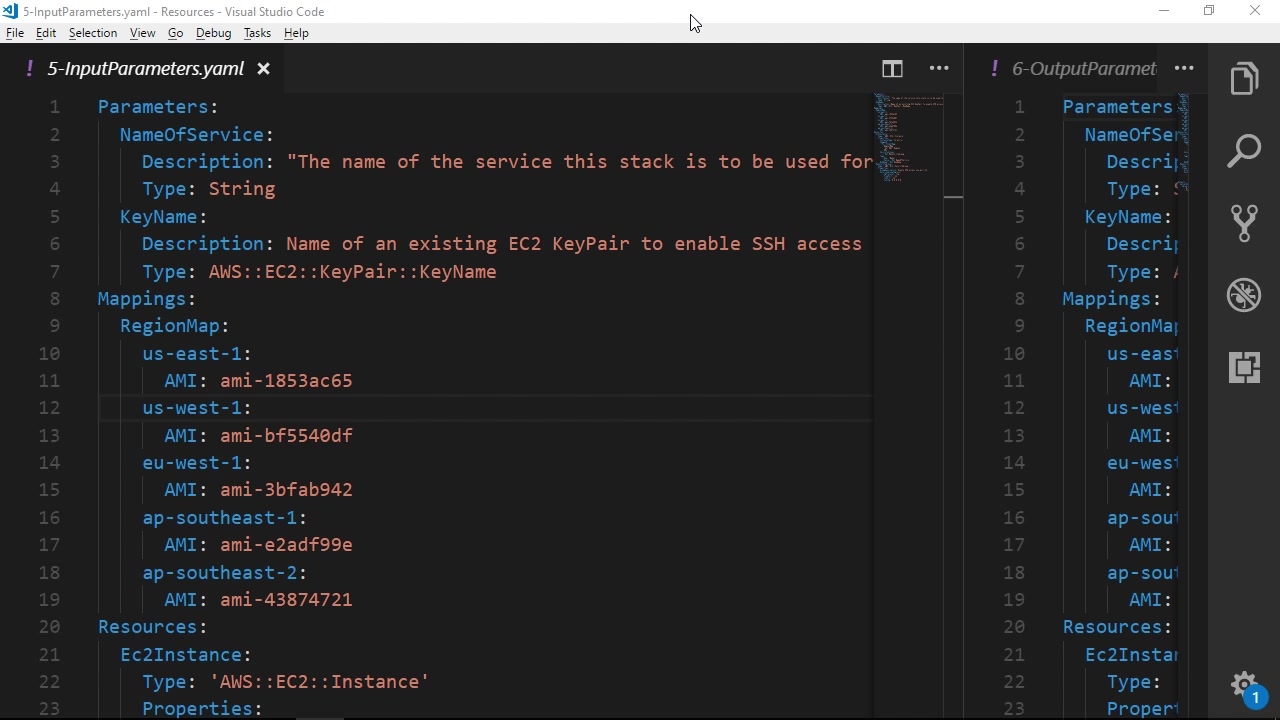 5-InputParameters.yaml - Resources - Visual Studio Code
File Edit Selection View Go Debug Tasks Help
5-InputParameters.yaml
1 Parameters:
2 NameOfService:
3 Description: "The name of the service this stack is to be used for
4 Type: String
5 KeyName:
6 Description: Name of an existing EC2 KeyPair to enable SSH access
7 Type: AWS::EC2::KeyPair::KeyName
8 Mappings:
9 RegionMap:
10 us-east-1:
11 AMI: ami-1853ac65
12 us-west-1:
13 AMI: ami-bf5540df
14 eu-west-1:
15 AMI: ami-3bfab942
16 ap-southeast-1:
17 AMI: ami-e2adf99e
18 ap-southeast-2:
19 AMI: ami-43874721
20 Resources:
21 Ec2Instance:
22 Type: 'AWS::EC2::Instance'
23 Properties:
6-OutputParamet
1 Parameters
2 NameOfSer
3 Descrip
4 Type:
5 KeyName:
6 Descrip
7 Type:
8 Mappings:
9 RegionMap
10 us-east
11 AMI:
12 us-west
13 AMI:
14 eu-west
15 AMI:
16 ap-sout
17 AMI:
18 ap-sout
19 AMI:
20 Resources:
21 Ec2Instan
22 Type:
23 Propert
1